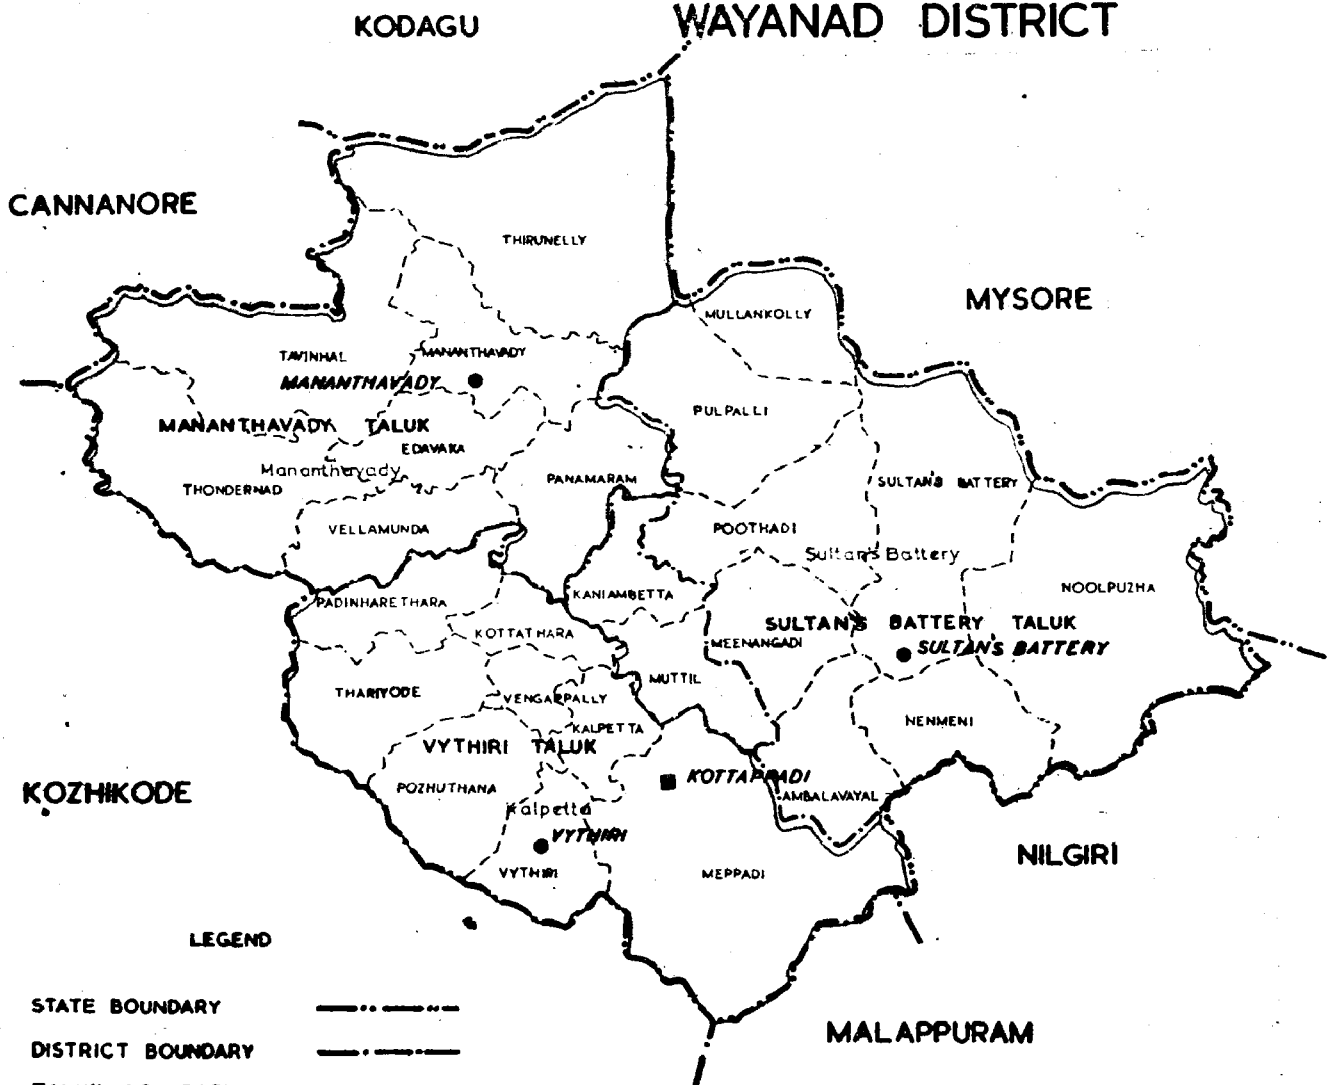 WAYANAD DISTRICT
KODAGU
CANNANORE
THIRUNELLY
MYSORE
MULLANKOLLY
TAVINHAL
MANANTHAVADY
MANANTHAVADY
PULPALLI
MANANTHAVADY TALUK
EDAVAKA
Mananthavady
THONDERNAD
PANAMARAM
SULTAN'S BATTERY
VELLAMUNDA
POOTHADI
Sultan's Battery
NOOLPUZHA
PADINHARETHARA
KANIAMBETTA
SULTAN'S BATTERY TALUK
KOTTATHARA
MEENANGADI
SULTAN'S BATTERY
THARIYODE
MUTTIL
VENGAPPALLY
NENMENI
KALPETTA
VYTHIRI TALUK
KOTTAPPADI
POZHUTHANA
KOZHIKODE
AMBALAVAYAL
Kalpetta
VYTHIRI
NILGIRI
VYTHIRI
MEPPADI
LEGEND
STATE BOUNDARY
DISTRICT BOUNDARY
MALAPPURAM